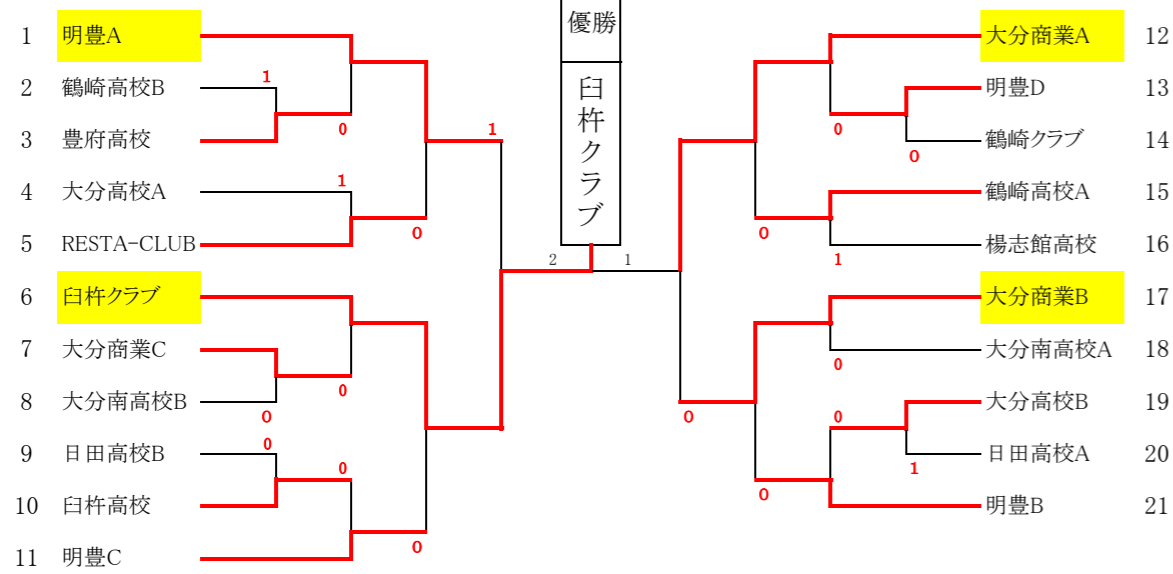 優勝
臼杵クラブ
1 明豊A
2 鶴崎高校B
3 豊府高校
4 大分高校A
5 RESTA-CLUB
6 臼杵クラブ
7 大分商業C
8 大分南高校B
9 日田高校B
10 臼杵高校
11 明豊C
1
0
1
0
1
0
0
0
0
0
2
1
大分商業A 12
明豊D 13
鶴崎クラブ 14
鶴崎高校A 15
楊志館高校 16
大分商業B 17
大分南高校A 18
大分高校B 19
日田高校A 20
明豊B 21
0
0
0
1
0
0
0
1
0